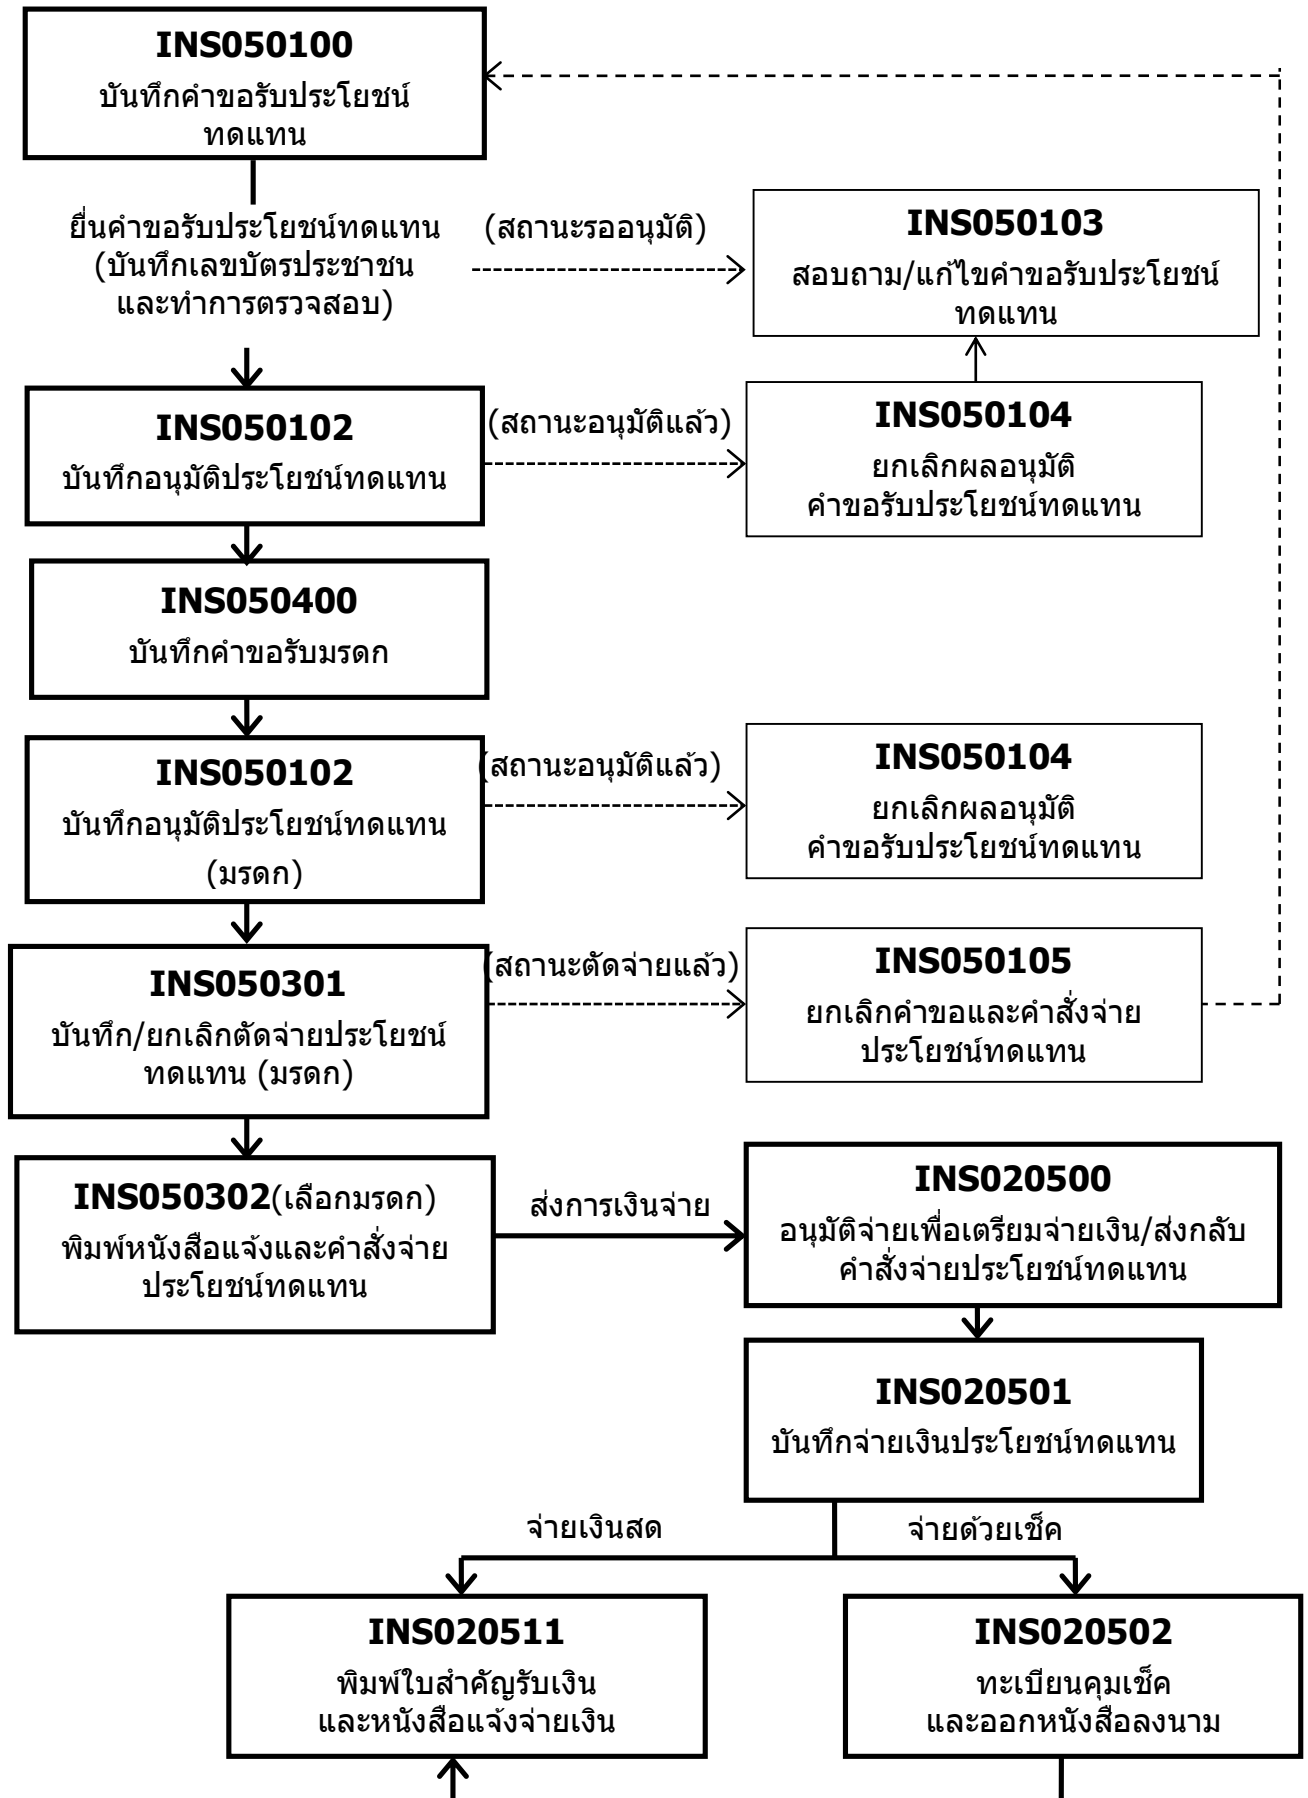 INS050100
บันทึกคำขอรับประโยชน์
ทดแทน
ยื่นคำขอรับประโยชน์ทดแทน
(บันทึกเลขบัตรประชาชน
และทำการตรวจสอบ)
(สถานะรออนุมัติ)
INS050103
สอบถาม/แก้ไขคำขอรับประโยชน์
ทดแทน
INS050102
บันทึกอนุมัติประโยชน์ทดแทน
(สถานะอนุมัติแล้ว)
INS050104
ยกเลิกผลอนุมัติ
คำขอรับประโยชน์ทดแทน
INS050400
บันทึกคำขอรับมรดก
INS050102
บันทึกอนุมัติประโยชน์ทดแทน
(มรดก)
(สถานะอนุมัติแล้ว)
INS050104
ยกเลิกผลอนุมัติ
คำขอรับประโยชน์ทดแทน
INS050301
บันทึก/ยกเลิกตัดจ่ายประโยชน์
ทดแทน (มรดก)
(สถานะตัดจ่ายแล้ว)
INS050105
ยกเลิกคำขอและคำสั่งจ่าย
ประโยชน์ทดแทน
INS050302(เลือกมรดก)
พิมพ์หนังสือแจ้งและคำสั่งจ่าย
ประโยชน์ทดแทน
ส่งการเงินจ่าย
INS020500
อนุมัติจ่ายเพื่อเตรียมจ่ายเงิน/ส่งกลับ
คำสั่งจ่ายประโยชน์ทดแทน
INS020501
บันทึกจ่ายเงินประโยชน์ทดแทน
จ่ายเงินสด
จ่ายด้วยเช็ค
INS020511
พิมพ์ใบสำคัญรับเงิน
และหนังสือแจ้งจ่ายเงิน
INS020502
ทะเบียนคุมเช็ค
และออกหนังสือลงนาม